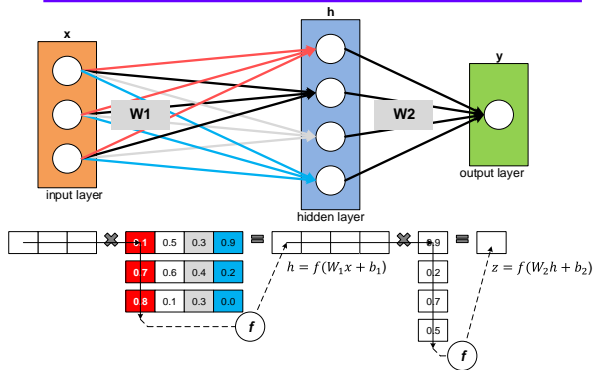 x
h
y
W1
W2
input layer
hidden layer
output layer
0.1 0.5 0.3 0.9
0.7 0.6 0.4 0.2
0.8 0.1 0.3 0.0
=
h = f(W₁x + b₁)
f
0.9
0.2
0.7
0.5
=
z = f(W₂h + b₂)
f